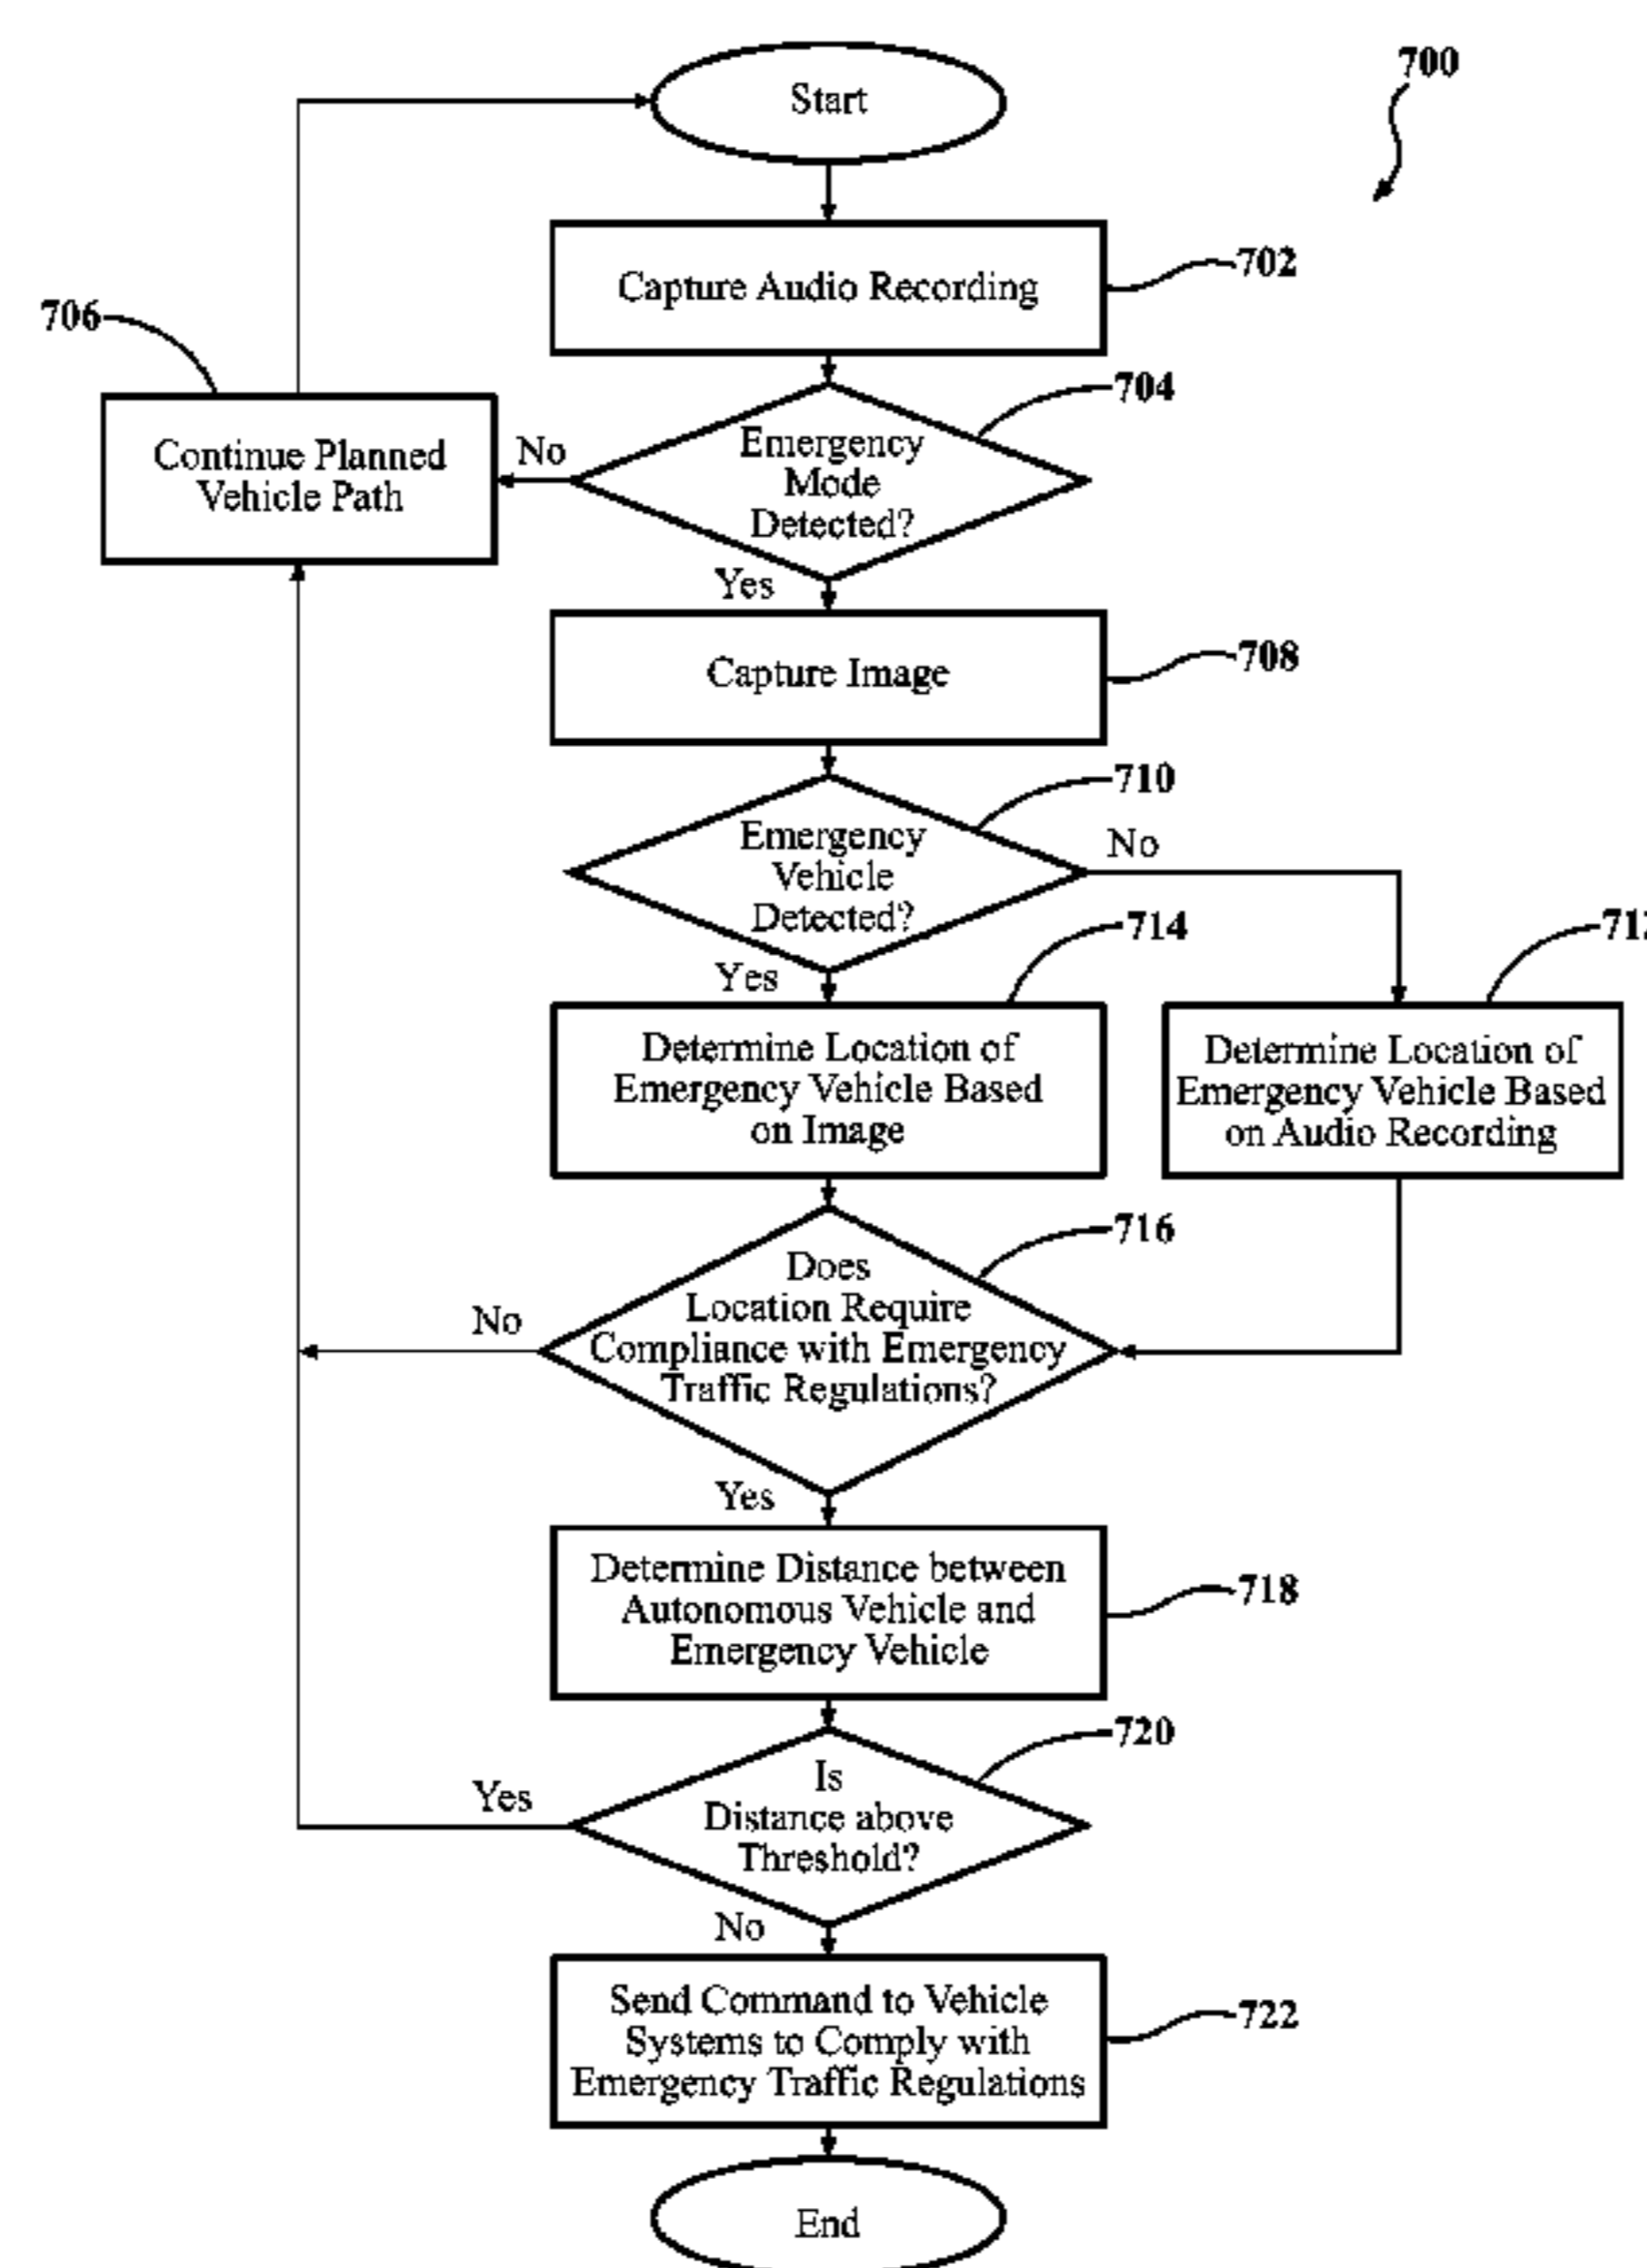 700
Start
Capture Audio Recording
702
706
704
Continue Planned
Vehicle Path
No
Emergency
Mode
Detected?
Yes
Capture Image
708
710
Emergency
Vehicle
Detected?
No
714
Yes
Determine Location of
Emergency Vehicle Based
on Image
Determine Location of
Emergency Vehicle Based
on Audio Recording
716
Does
Location Require
Compliance with Emergency
Traffic Regulations?
No
Yes
Determine Distance between
Autonomous Vehicle and
Emergency Vehicle
718
720
Is
Distance above
Threshold?
Yes
No
Send Command to Vehicle
Systems to Comply with
Emergency Traffic Regulations
722
End